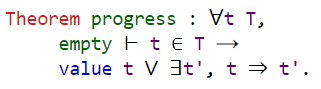 Theorem progress : ∀t T,
empty ⊢ t ∈ T →
value t ∨ ∃t', t ⇒ t'.